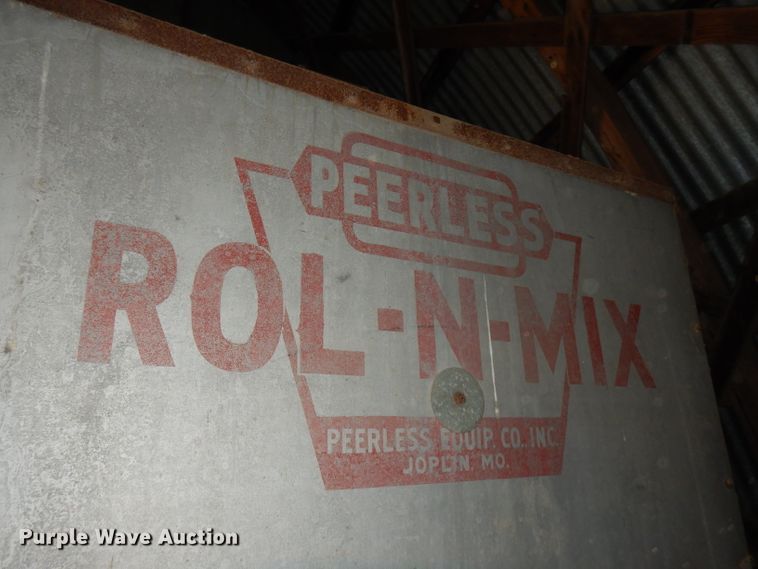 PEERLESS
ROL-N-MIX
PEERLESS EQUIP. CO., INC.
JOPLIN, MO.
Purple Wave Auction